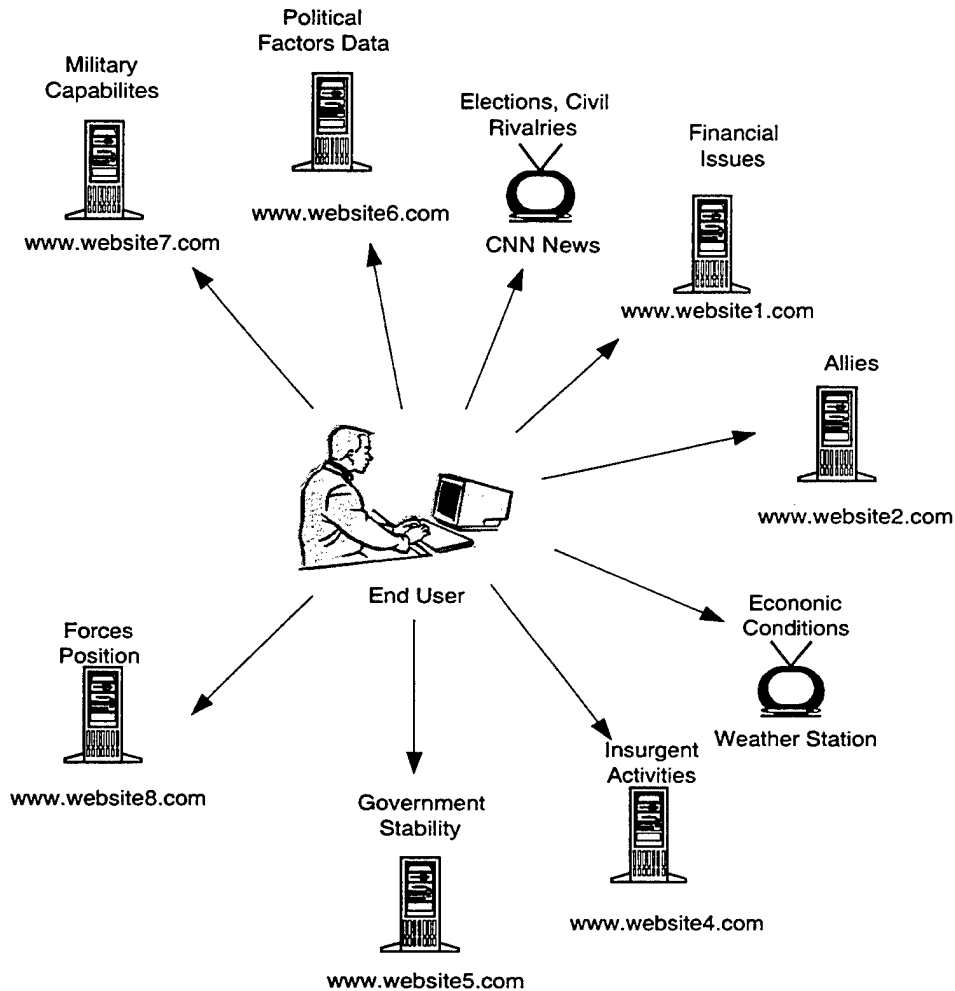 Political
Factors Data
www.website6.com
Military
Capabilites
www.website7.com
Elections, Civil
Rivalries
CNN News
Financial
Issues
www.website1.com
Allies
www.website2.com
End User
Econonic
Conditions
Weather Station
Forces
Position
www.website8.com
Insurgent
Activities
www.website4.com
Government
Stability
www.website5.com